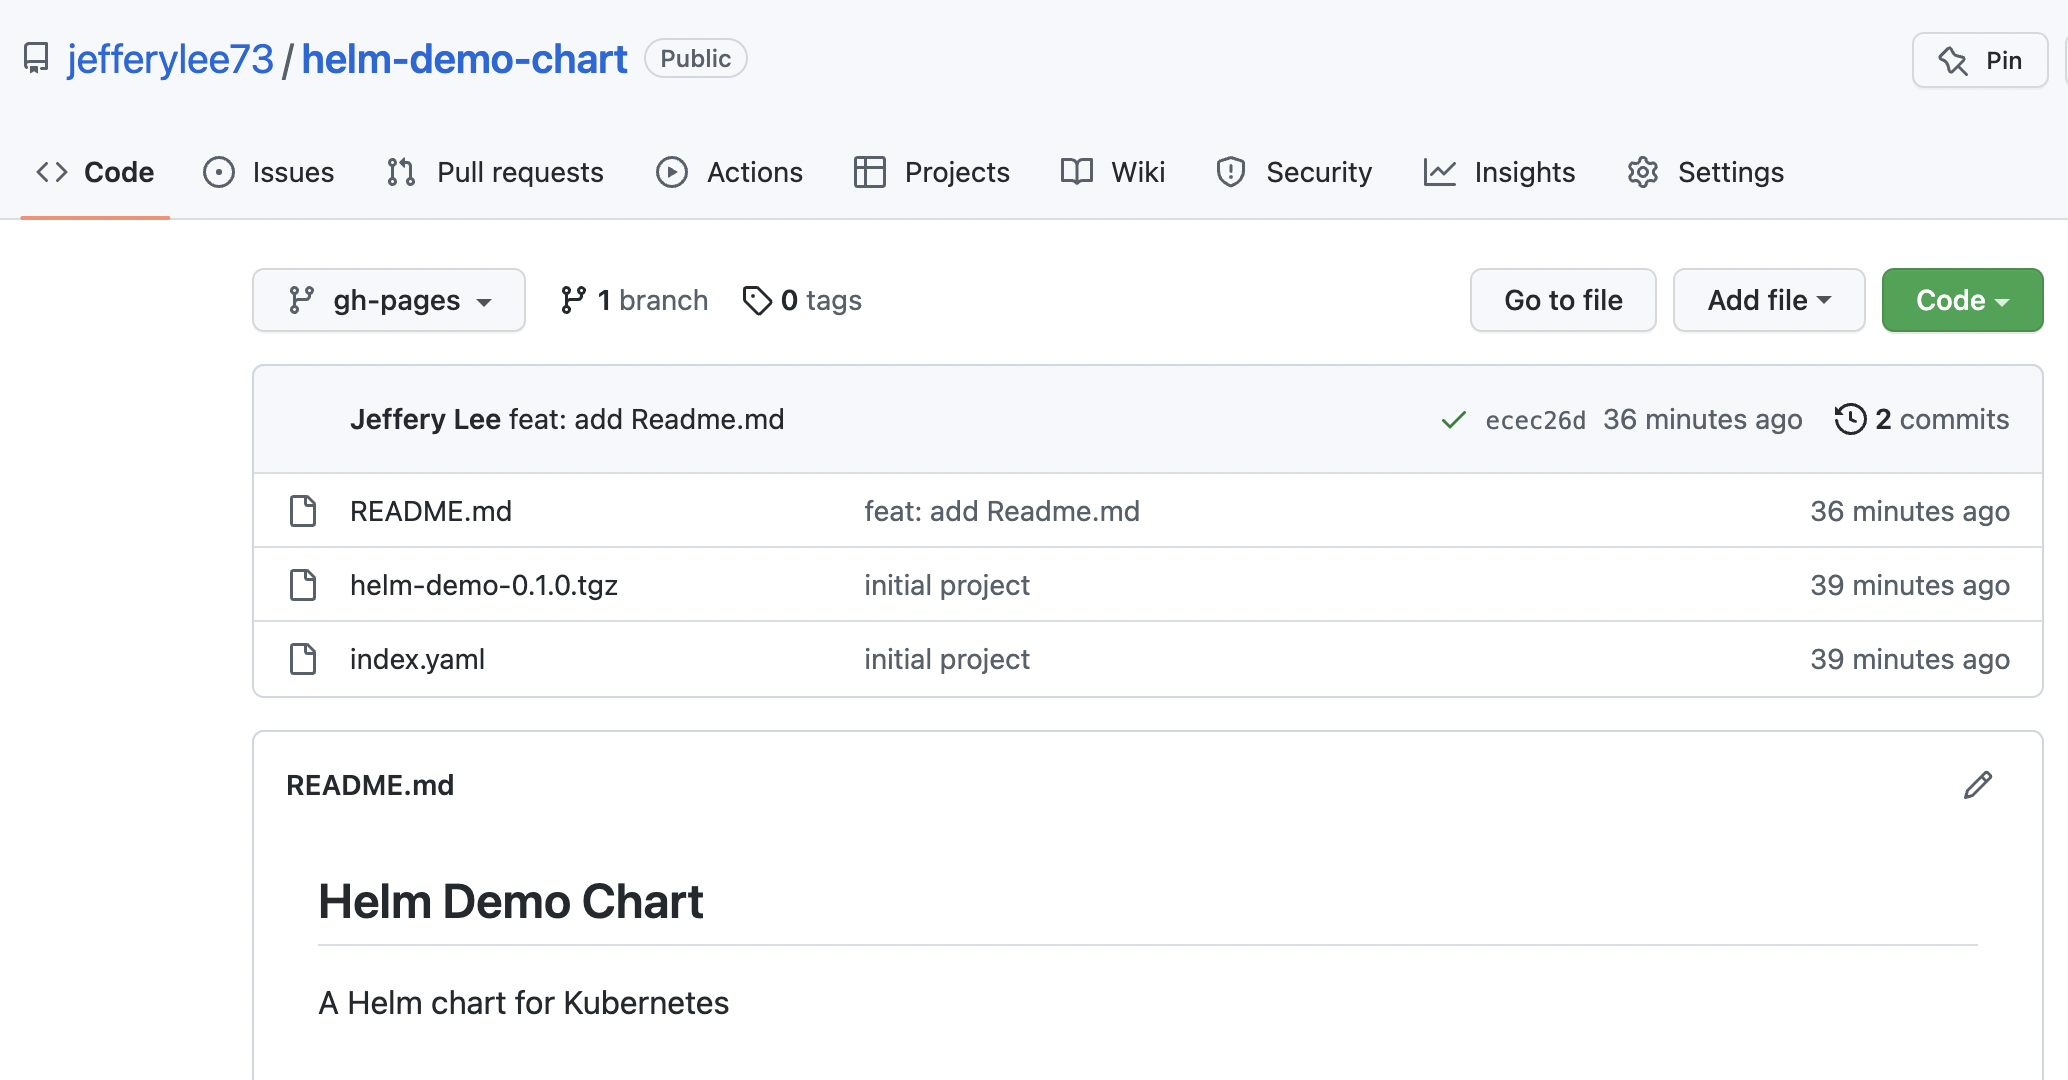 jefferylee73 / helm-demo-chart Public Pin
Code Issues Pull requests Actions Projects Wiki Security Insights Settings
gh-pages 1 branch 0 tags Go to file Add file Code
Jeffery Lee feat: add Readme.md ecec26d 36 minutes ago 2 commits
README.md feat: add Readme.md 36 minutes ago
helm-demo-0.1.0.tgz initial project 39 minutes ago
index.yaml initial project 39 minutes ago
README.md
Helm Demo Chart
A Helm chart for Kubernetes